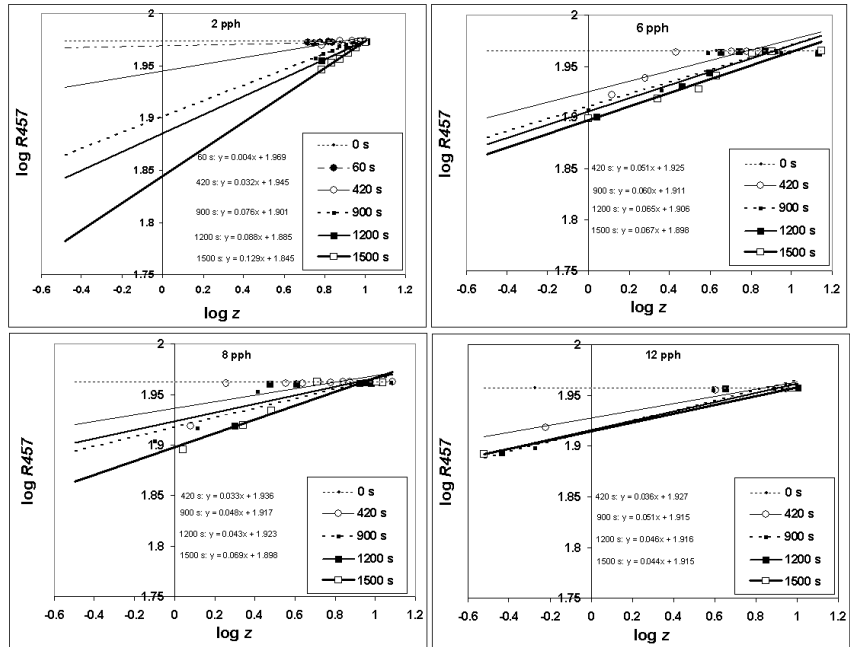 2 pph
2
1.95
1.9
1.85
1.8
1.75
log R457
60 s: y = 0.004x + 1.969
420 s: y = 0.032x + 1.945
900 s: y = 0.076x + 1.901
1200 s: y = 0.088x + 1.885
1500 s: y = 0.129x + 1.845
0 s
60 s
420 s
900 s
1200 s
1500 s
-0.6 -0.4 -0.2 0 0.2 0.4 0.6 0.8 1 1.2
log z
6 pph
2
1.95
1.9
1.85
1.8
1.75
log R457
420 s: y = 0.051x + 1.925
900 s: y = 0.060x + 1.911
1200 s: y = 0.065x + 1.906
1500 s: y = 0.067x + 1.898
0 s
420 s
900 s
1200 s
1500 s
-0.6 -0.4 -0.2 0 0.2 0.4 0.6 0.8 1 1.2
log z
8 pph
2
1.95
1.9
1.85
1.8
1.75
log R457
420 s: y = 0.033x + 1.936
900 s: y = 0.048x + 1.917
1200 s: y = 0.043x + 1.923
1500 s: y = 0.069x + 1.898
0 s
420 s
900 s
1200 s
1500 s
-0.6 -0.4 -0.2 0 0.2 0.4 0.6 0.8 1 1.2
log z
12 pph
2
1.95
1.9
1.85
1.8
1.75
log R457
420 s: y = 0.036x + 1.927
900 s: y = 0.051x + 1.915
1200 s: y = 0.046x + 1.916
1500 s: y = 0.044x + 1.915
0 s
420 s
900 s
1200 s
1500 s
-0.6 -0.4 -0.2 0 0.2 0.4 0.6 0.8 1 1.2
log z